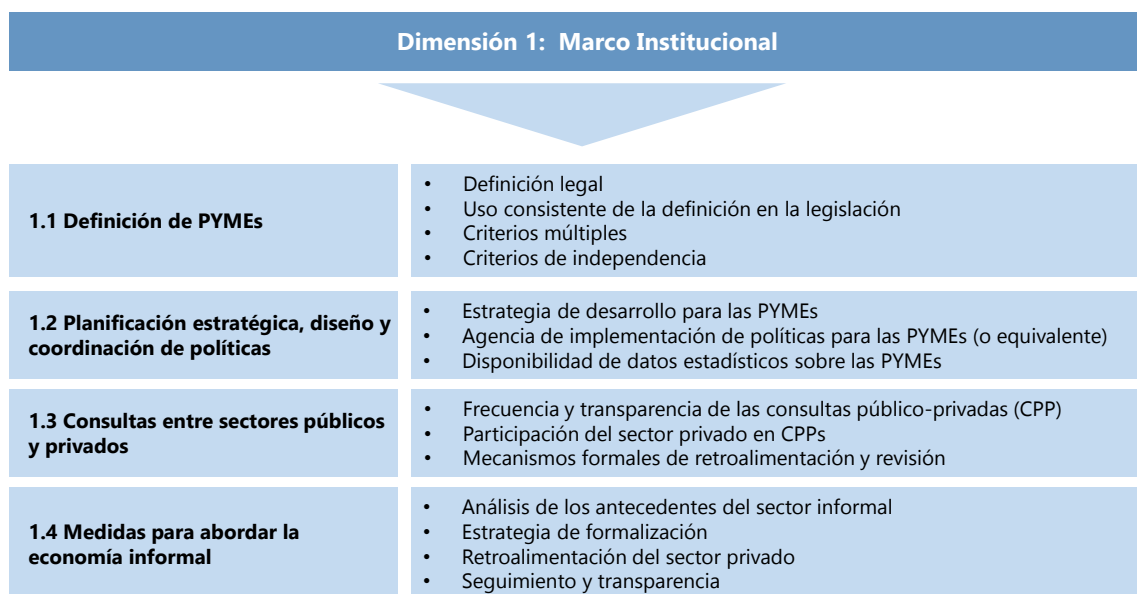 Dimensión 1: Marco Institucional
1.1 Definición de PYMEs
• Definición legal
• Uso consistente de la definición en la legislación
• Criterios múltiples
• Criterios de independencia
1.2 Planificación estratégica, diseño y
coordinación de políticas
• Estrategia de desarrollo para las PYMEs
• Agencia de implementación de políticas para las PYMEs (o equivalente)
• Disponibilidad de datos estadísticos sobre las PYMEs
1.3 Consultas entre sectores públicos
y privados
• Frecuencia y transparencia de las consultas público-privadas (CPP)
• Participación del sector privado en CPPs
• Mecanismos formales de retroalimentación y revisión
1.4 Medidas para abordar la
economía informal
• Análisis de los antecedentes del sector informal
• Estrategia de formalización
• Retroalimentación del sector privado
• Seguimiento y transparencia